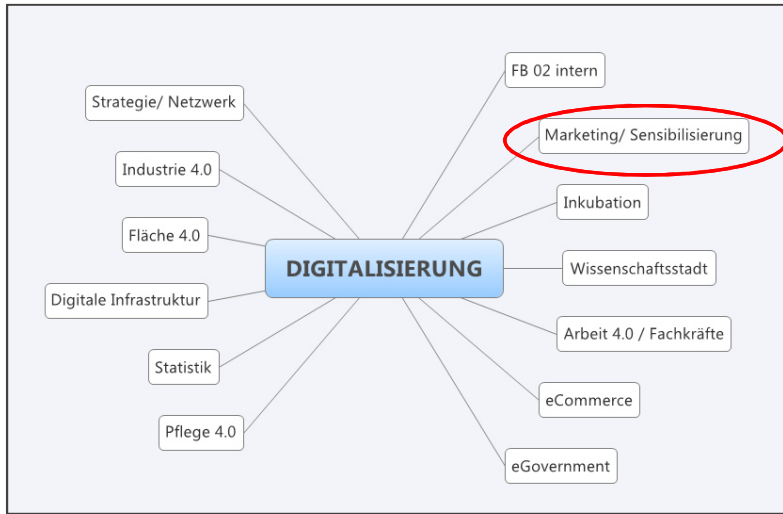 FB 02 intern
Strategie/ Netzwerk
Marketing/ Sensibilisierung
Industrie 4.0
Inkubation
Fläche 4.0
DIGITALISIERUNG
Wissenschaftsstadt
Digitale Infrastruktur
Arbeit 4.0 / Fachkräfte
Statistik
eCommerce
Pflege 4.0
eGovernment